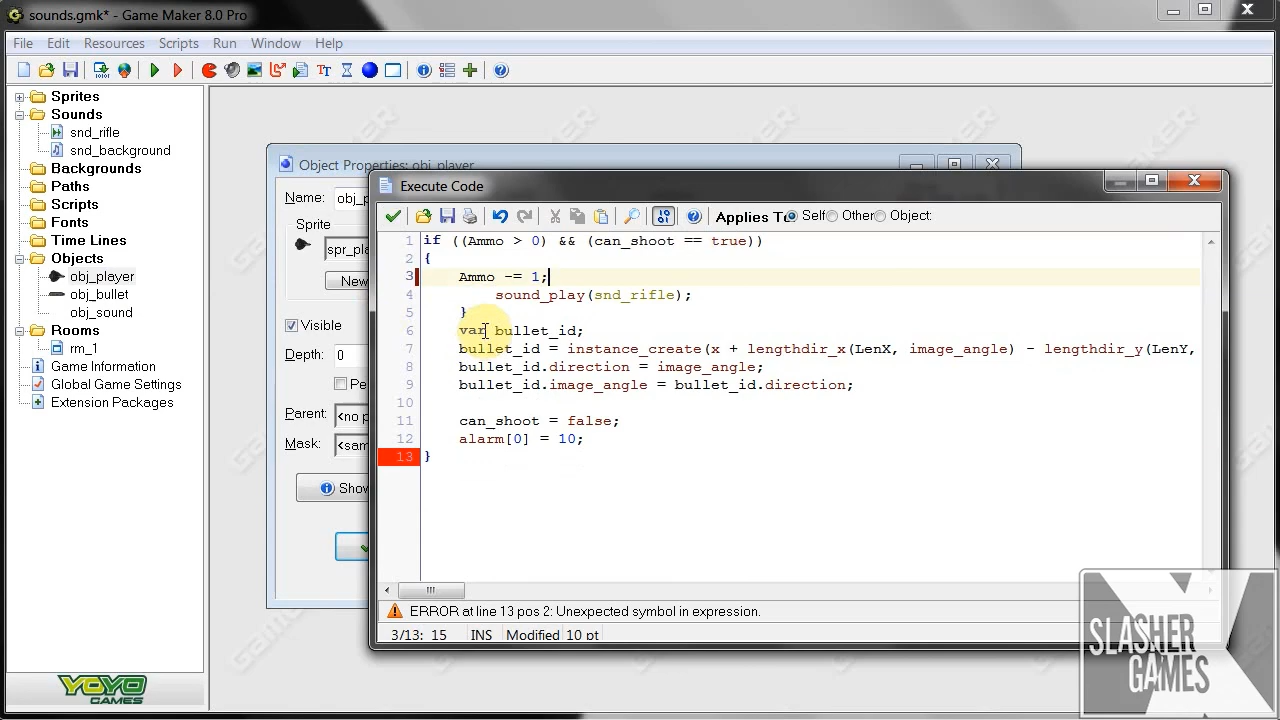 sounds.gmk* - Game Maker 8.0 Pro
File Edit Resources Scripts Run Window Help
Sprites
Sounds
snd_rifle
snd_background
Backgrounds
Paths
Scripts
Fonts
Time Lines
Objects
obj_player
obj_bullet
obj_sound
Rooms
rm_1
Game Information
Global Game Settings
Extension Packages
YOYO
GAMES
Object Properties: obj_player
Name: obj_p
Sprite
spr_pla
New
Visible
Depth: 0
Pe
Parent: <no p
Mask: <sam
Show
Execute Code
Applies To Self Other Object:
1 if ((Ammo > 0) && (can_shoot == true))
2 {
3 Ammo -= 1;
4 sound_play(snd_rifle);
5 }
6 var bullet_id;
7 bullet_id = instance_create(x + lengthdir_x(LenX, image_angle) - lengthdir_y(LenY,
8 bullet_id.direction = image_angle;
9 bullet_id.image_angle = bullet_id.direction;
10
11 can_shoot = false;
12 alarm[0] = 10;
13 }
ERROR at line 13 pos 2: Unexpected symbol in expression.
3/13: 15 INS Modified 10 pt
SLASHER
GAMES